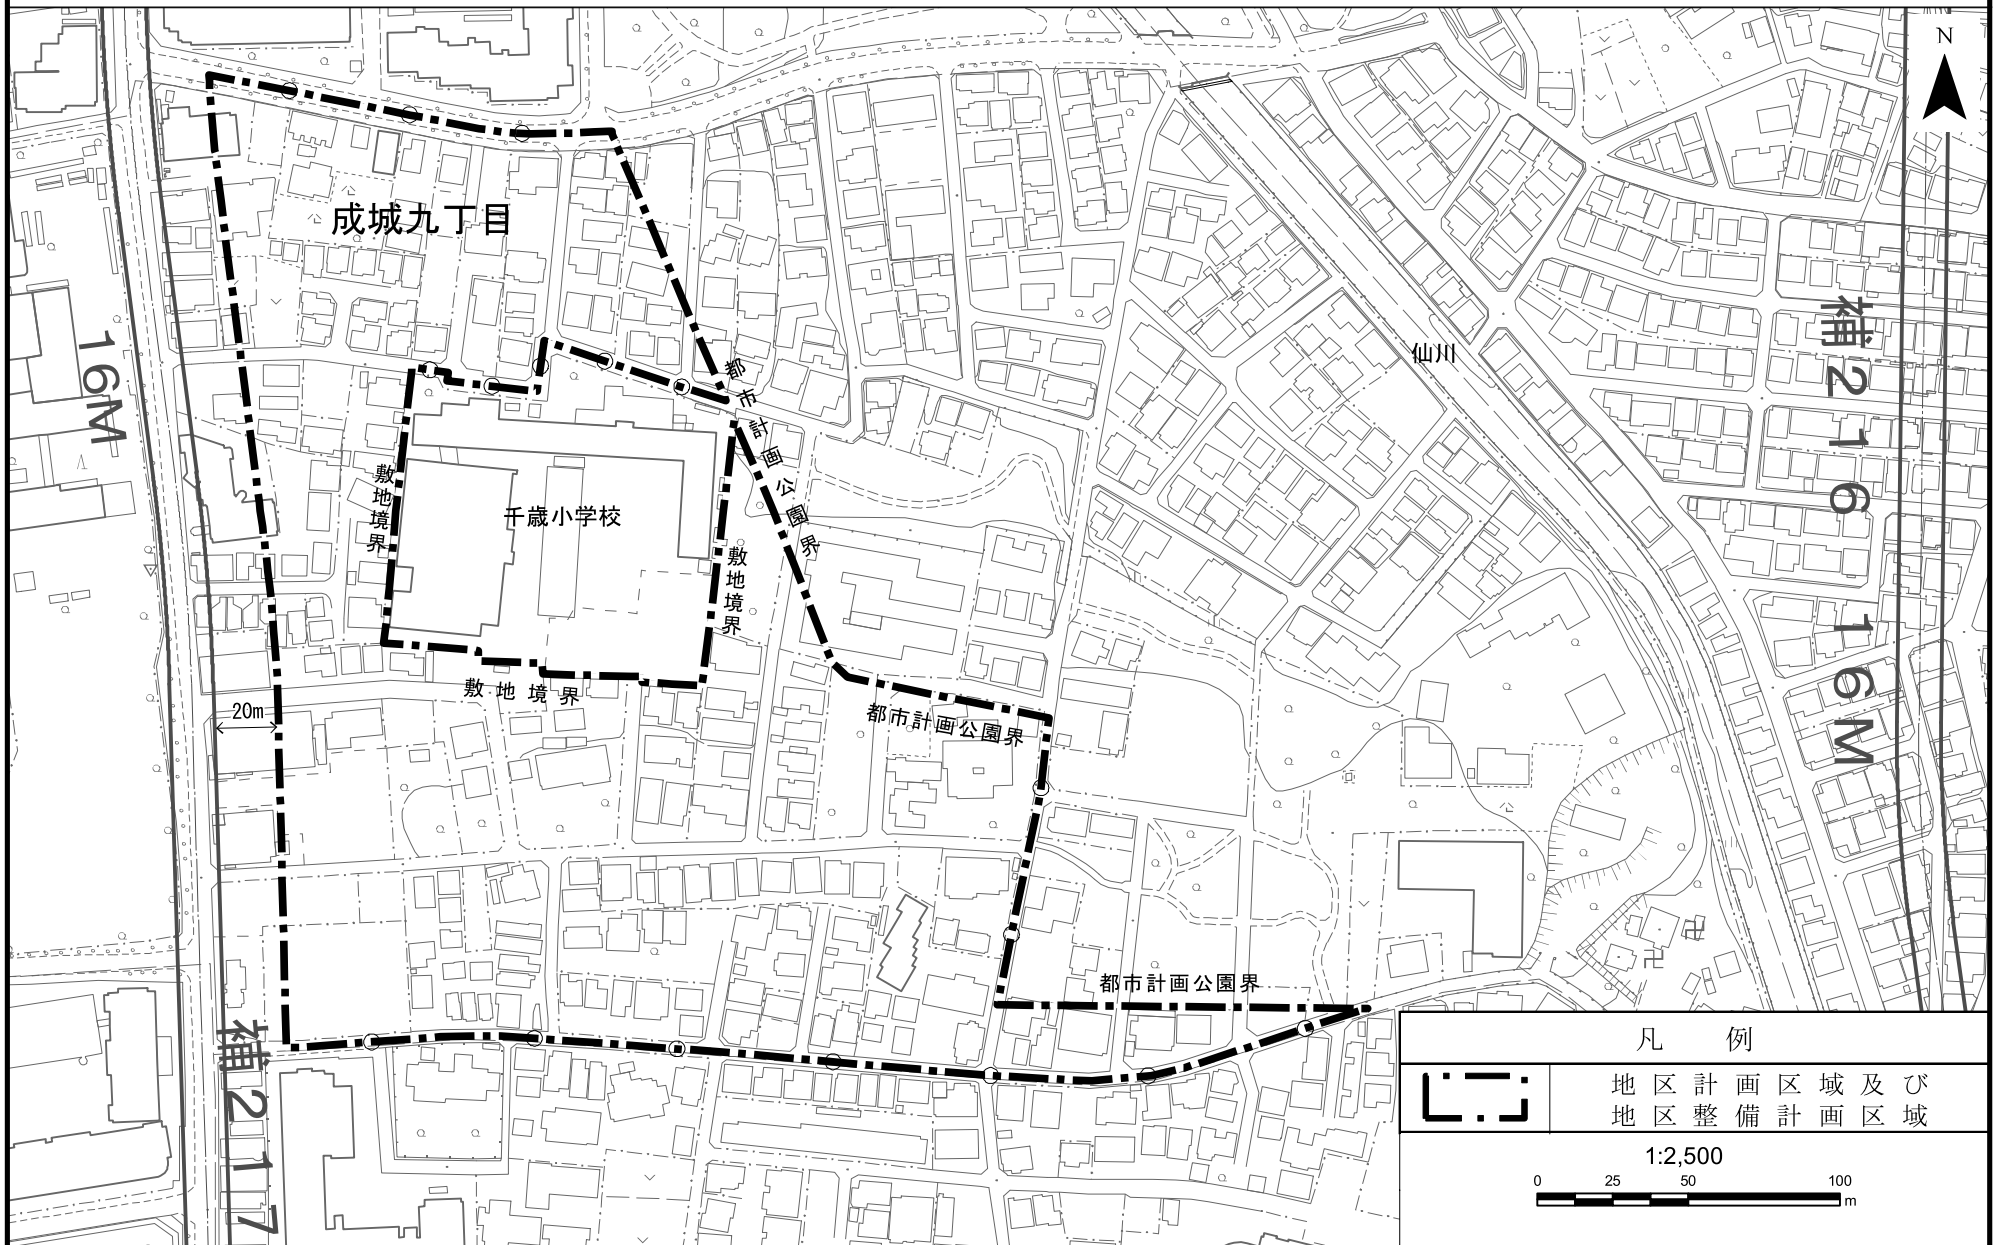 N
成城九丁目
16M
都市計画公園界
仙川
補216 16M
敷地境界
千歳小学校
敷地境界
敷地境界
20m
都市計画公園界
都市計画公園界
補217
凡 例
地区計画区域及び
地区整備計画区域
1:2,500
0 25 50 100
m